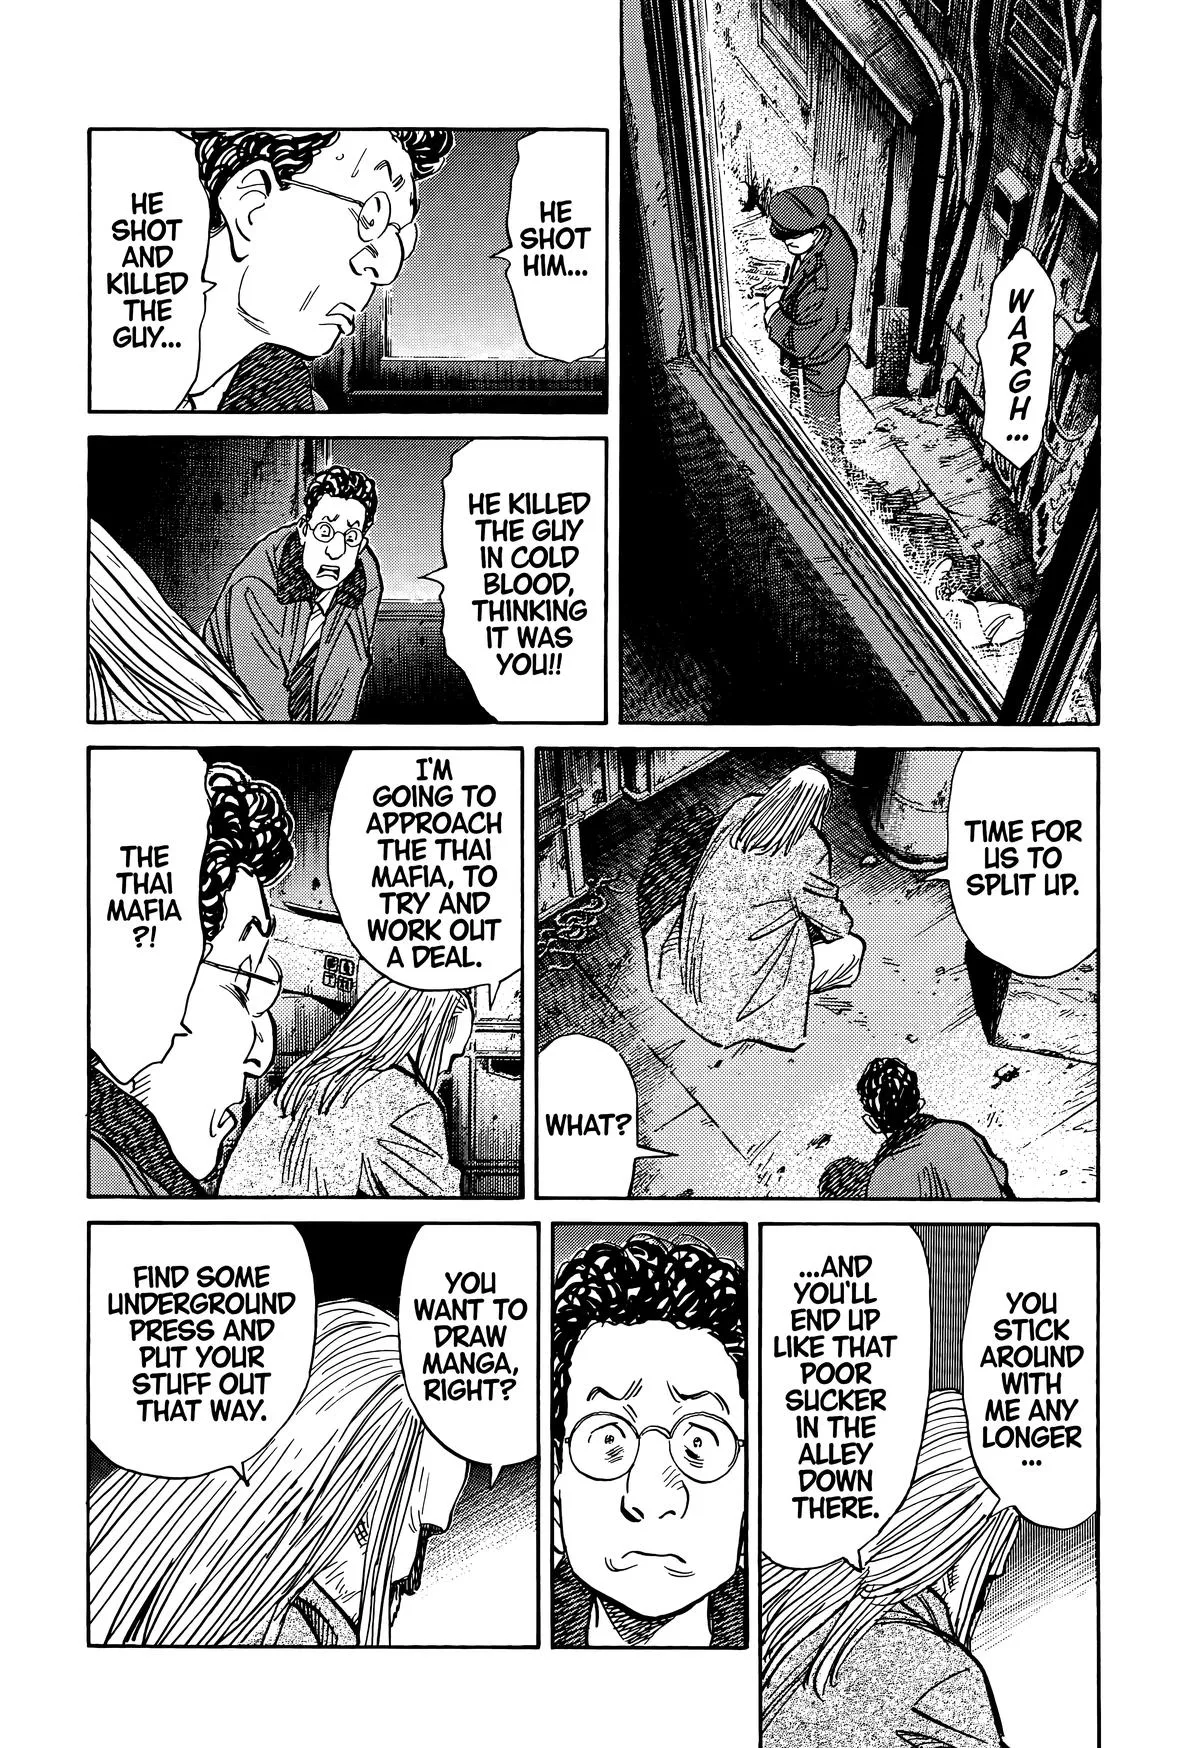 WARGH...
HE
SHOT
HIM...
HE
SHOT
AND
KILLED
THE
GUY...
HE KILLED
THE GUY
IN COLD
BLOOD,
THINKING
IT WAS
YOU!!
TIME FOR
US TO
SPLIT UP.
WHAT?
I'M
GOING TO
APPROACH
THE THAI
MAFIA, TO
TRY AND
WORK OUT
A DEAL.
THE
THAI
MAFIA
?!
YOU
STICK
AROUND
WITH
ME ANY
LONGER
...
...AND
YOU'LL
END UP
LIKE THAT
POOR
SUCKER
IN THE
ALLEY
DOWN
THERE.
YOU
WANT TO
DRAW
MANGA,
RIGHT?
FIND SOME
UNDERGROUND
PRESS AND
PUT YOUR
STUFF OUT
THAT WAY.